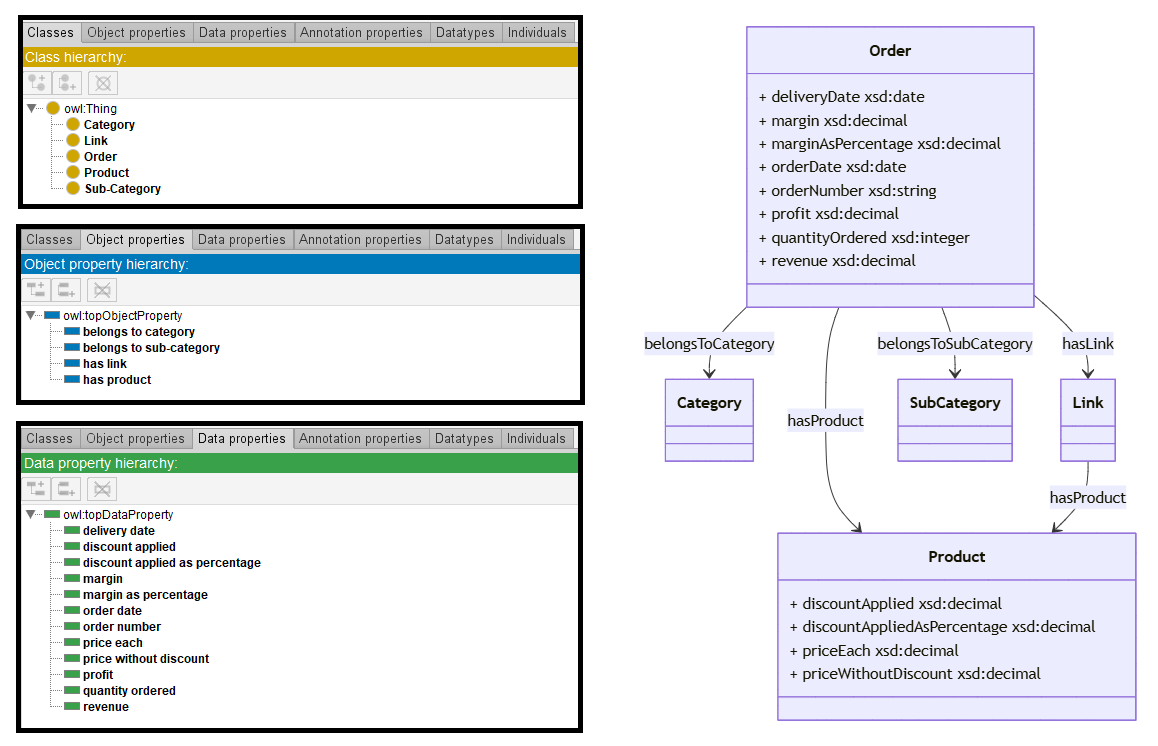 Classes Object properties Data properties Annotation properties Datatypes Individuals
Class hierarchy:
owl:Thing
Category
Link
Order
Product
Sub-Category
Classes Object properties Data properties Annotation properties Datatypes Individuals
Object property hierarchy:
owl:topObjectProperty
belongs to category
belongs to sub-category
has link
has product
Classes Object properties Data properties Annotation properties Datatypes Individuals
Data property hierarchy:
owl:topDataProperty
delivery date
discount applied
discount applied as percentage
margin
margin as percentage
order date
order number
price each
price without discount
profit
quantity ordered
revenue
Order
+ deliveryDate xsd:date
+ margin xsd:decimal
+ marginAsPercentage xsd:decimal
+ orderDate xsd:date
+ orderNumber xsd:string
+ profit xsd:decimal
+ quantityOrdered xsd:integer
+ revenue xsd:decimal
belongsToCategory
belongsToSubCategory
hasLink
Category
SubCategory
Link
hasProduct
hasProduct
Product
+ discountApplied xsd:decimal
+ discountAppliedAsPercentage xsd:decimal
+ priceEach xsd:decimal
+ priceWithoutDiscount xsd:decimal